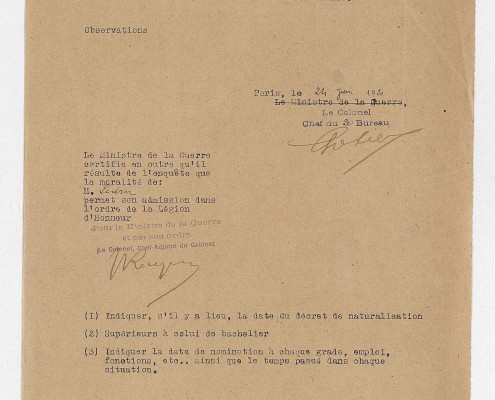 Observations
Paris, le 24 juin
Le Ministre de la Guerre,
Le Colonel
Chef du Bureau
Le Ministre de la Guerre
certifie en outre qu'il
résulte de l'enquête que
la moralité de:
M.
permet son admission dans
l'ordre de la Légion
d'Honneur
Pour le Ministre de la Guerre
et par son ordre
Le Colonel, Chef-Adjoint du Cabinet
(1) Indiquer, s'il y a lieu, la date du décret de naturalisation
(2) Supérieurs à celui de bachelier
(3) Indiquer la date de nomination à chaque grade, emploi,
fonctions, etc.. ainsi que le temps passé dans chaque
situation.